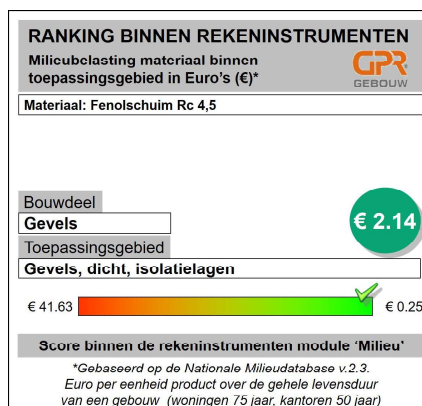 RANKING BINNEN REKENINSTRUMENTEN
Milieubelasting materiaal binnen
toepassingsgebied in Euro's (€)*
GPR
GEBOUW
Materiaal: Fenolschuim Rc 4,5
Bouwdeel
Gevels
€ 2.14
Toepassingsgebied
Gevels, dicht, isolatielagen
€ 41.63
€ 0.25
Score binnen de rekeninstrumenten module 'Milieu'
*Gebaseerd op de Nationale Milieudatabase v.2.3.
Euro per eenheid product over de gehele levensduur
van een gebouw (woningen 75 jaar, kantoren 50 jaar)